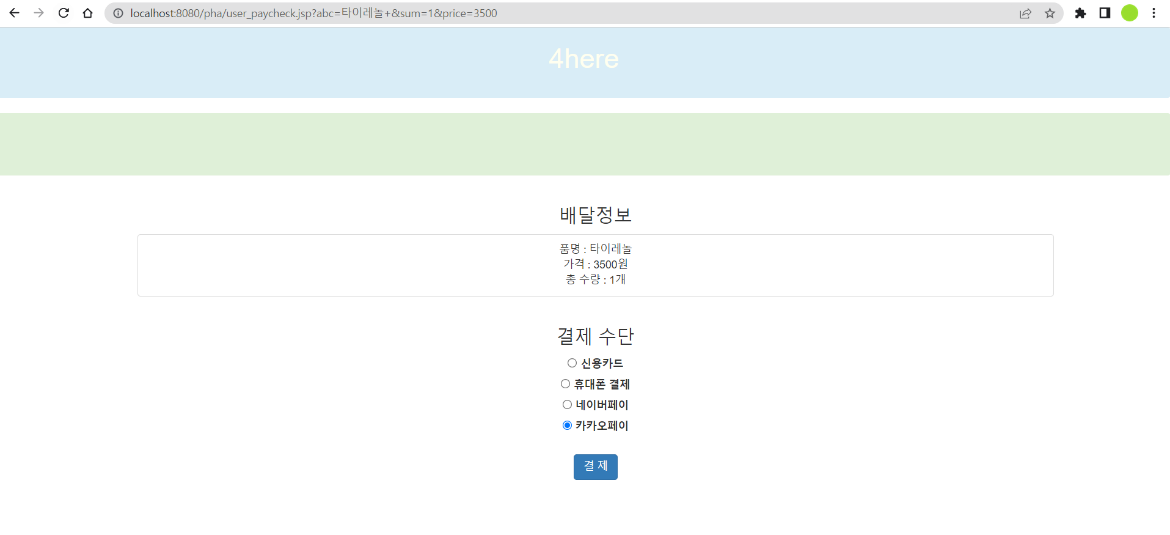 localhost:8080/pha/user_paycheck.jsp?abc=타이레놀+&sum=1&price=3500
4here
배달정보
품명 : 타이레놀
가격 : 3500원
총 수량 : 1개
결제 수단
신용카드
휴대폰 결제
네이버페이
카카오페이
결 제